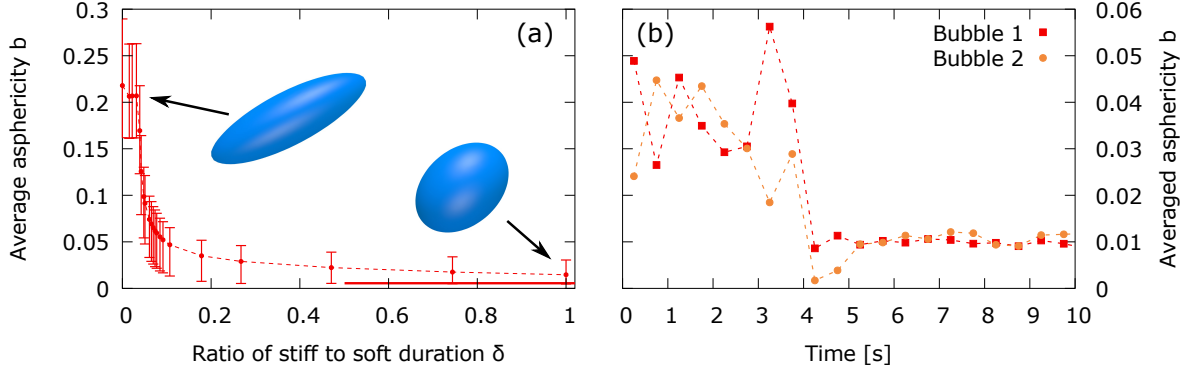 (a)
Average asphericity b
0.3
0.25
0.2
0.15
0.1
0.05
0
0 0.2 0.4 0.6 0.8 1
Ratio of stiff to soft duration δ
(b)
Bubble 1
Bubble 2
0.06
0.05
0.04
0.03
0.02
0.01
0
Averaged asphericity b
0 1 2 3 4 5 6 7 8 9 10
Time [s]